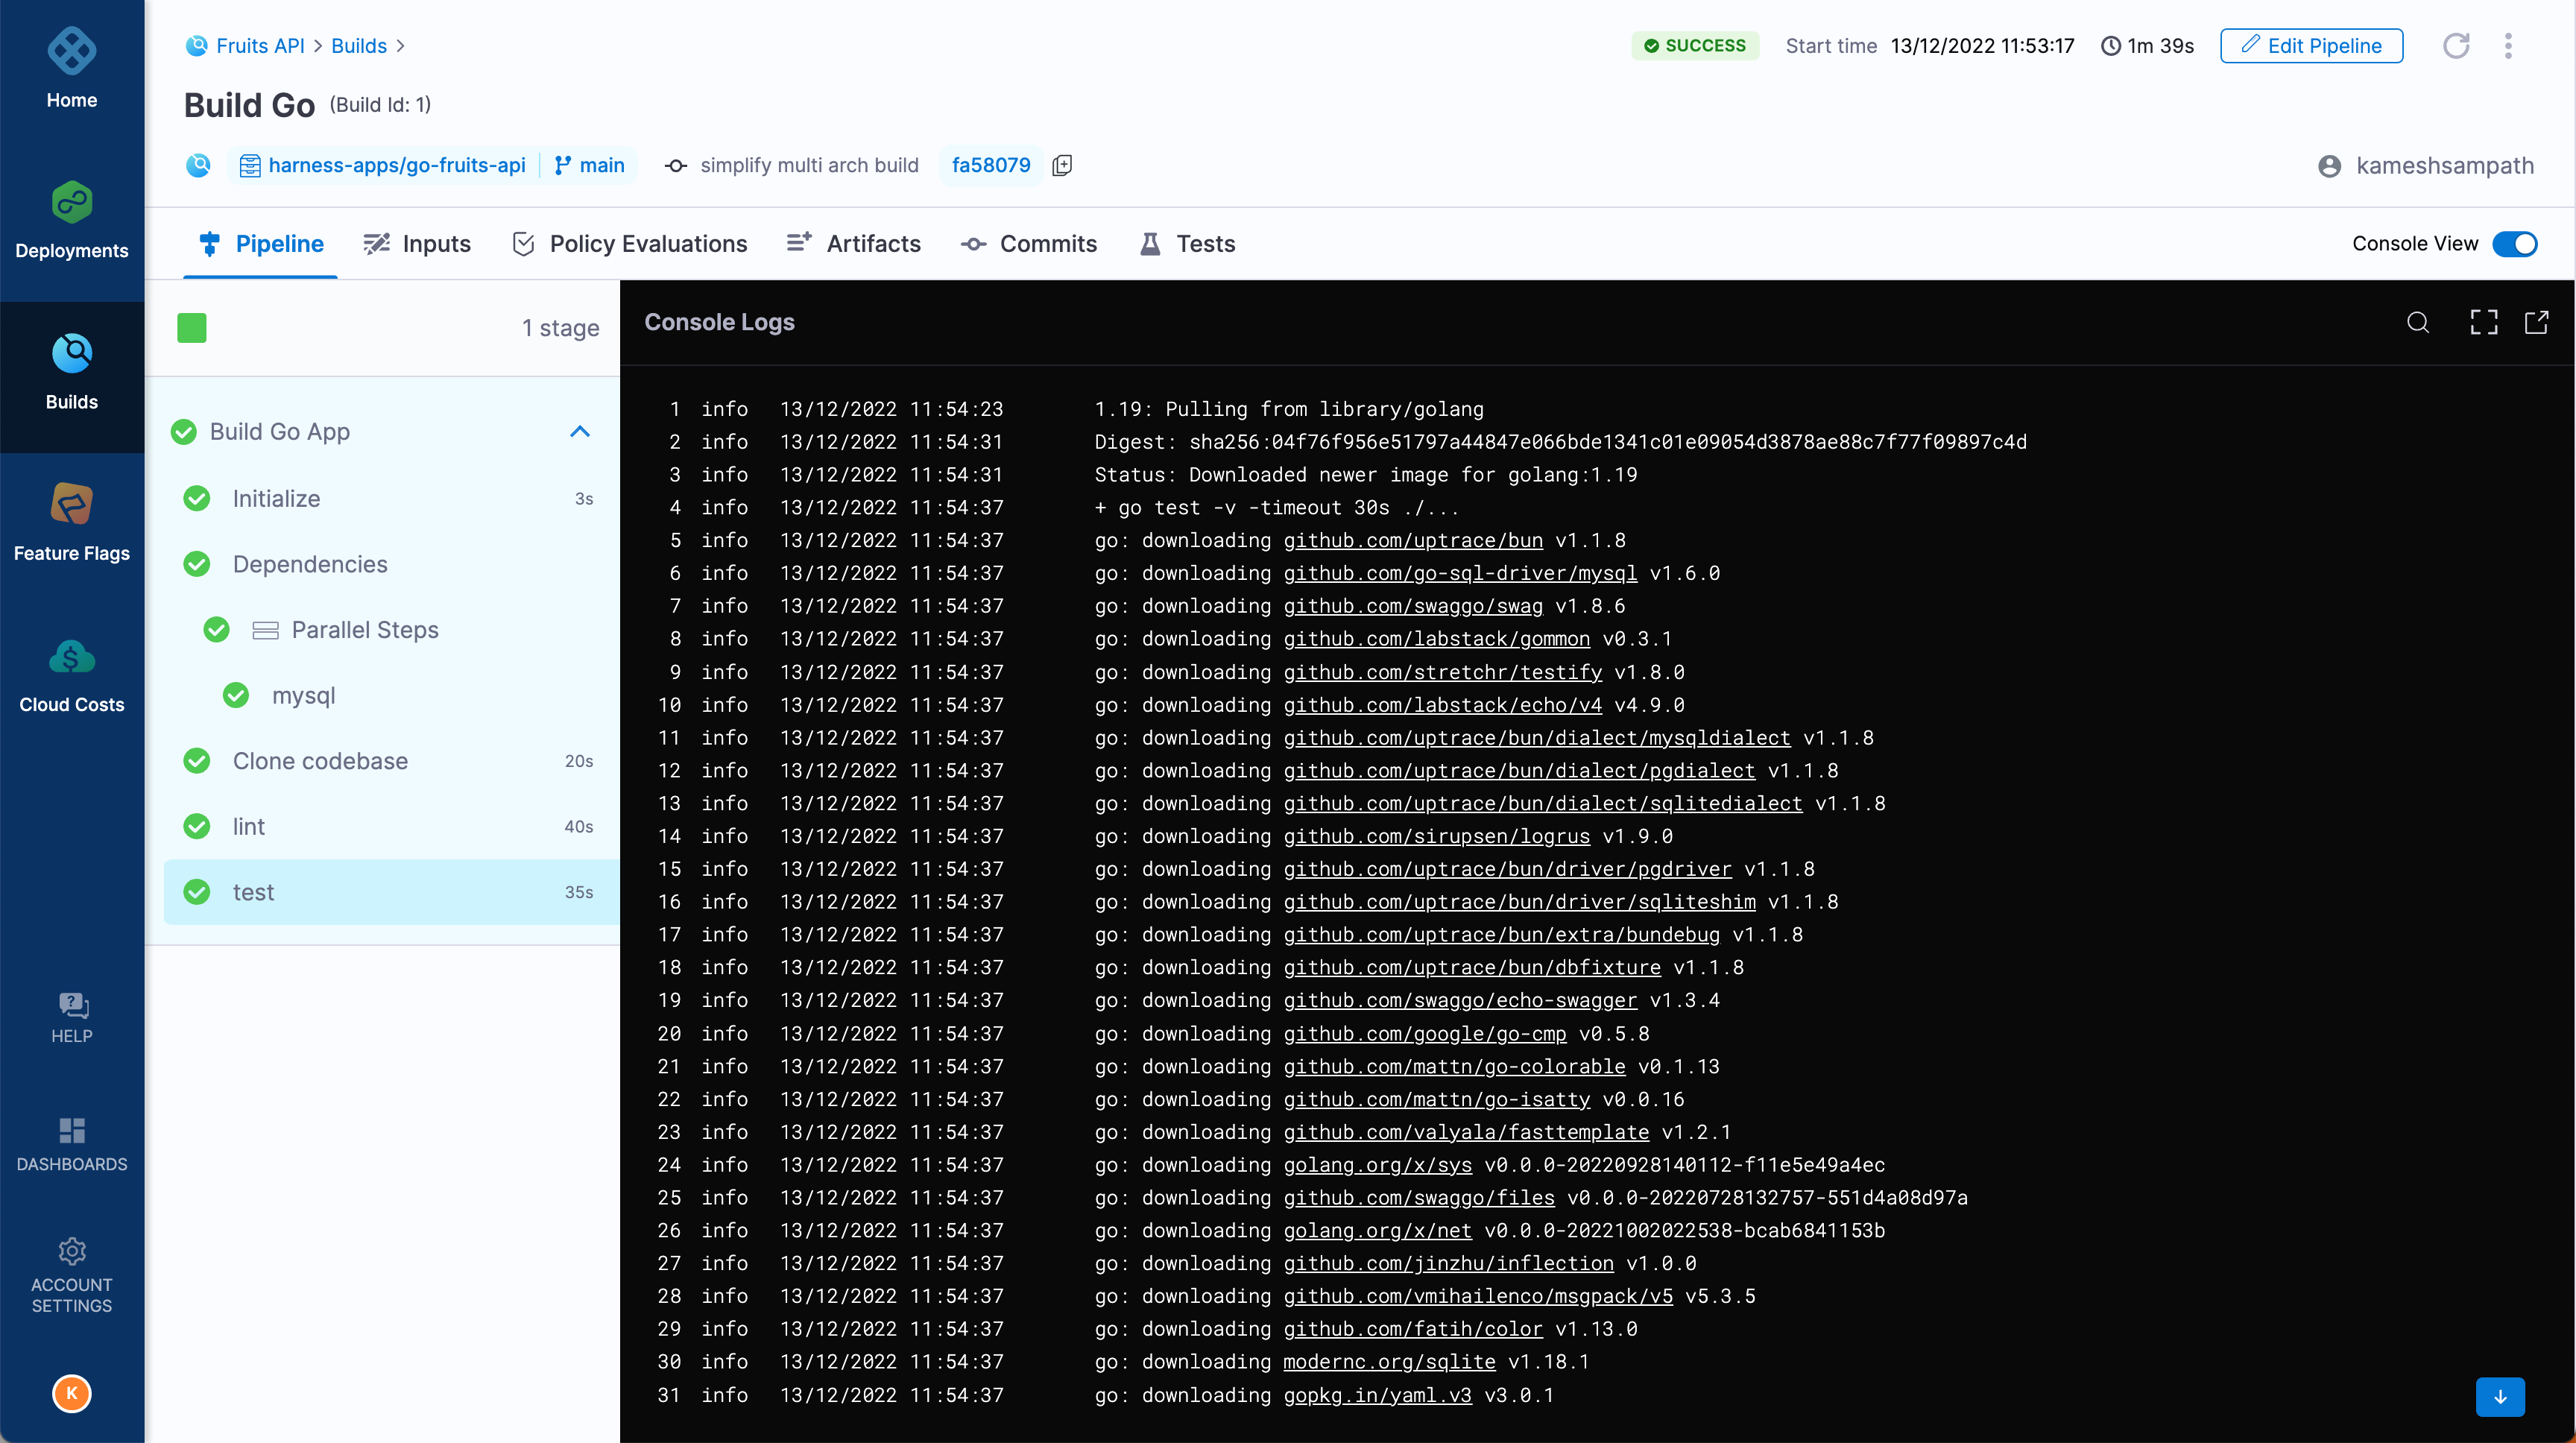 Home
Deployments
Builds
Feature Flags
Cloud Costs
HELP
DASHBOARDS
ACCOUNT
SETTINGS
K
Fruits API > Builds >
SUCCESS Start time 13/12/2022 11:53:17 1m 39s Edit Pipeline
Build Go (Build Id: 1)
harness-apps/go-fruits-api main simplify multi arch build fa58079 kameshsampath
Pipeline Inputs Policy Evaluations Artifacts Commits Tests Console View
1 stage
Build Go App
Initialize 3s
Dependencies
Parallel Steps
mysql
Clone codebase 20s
lint 40s
test 35s
Console Logs
1 info 13/12/2022 11:54:23 1.19: Pulling from library/golang
2 info 13/12/2022 11:54:31 Digest: sha256:04f76f956e51797a44847e066bde1341c01e09054d3878ae88c7f77f09897c4d
3 info 13/12/2022 11:54:31 Status: Downloaded newer image for golang:1.19
4 info 13/12/2022 11:54:37 + go test -v -timeout 30s ./...
5 info 13/12/2022 11:54:37 go: downloading github.com/uptrace/bun v1.1.8
6 info 13/12/2022 11:54:37 go: downloading github.com/go-sql-driver/mysql v1.6.0
7 info 13/12/2022 11:54:37 go: downloading github.com/swaggo/swag v1.8.6
8 info 13/12/2022 11:54:37 go: downloading github.com/labstack/gommon v0.3.1
9 info 13/12/2022 11:54:37 go: downloading github.com/stretchr/testify v1.8.0
10 info 13/12/2022 11:54:37 go: downloading github.com/labstack/echo/v4 v4.9.0
11 info 13/12/2022 11:54:37 go: downloading github.com/uptrace/bun/dialect/mysqldialect v1.1.8
12 info 13/12/2022 11:54:37 go: downloading github.com/uptrace/bun/dialect/pgdialect v1.1.8
13 info 13/12/2022 11:54:37 go: downloading github.com/uptrace/bun/dialect/sqlitedialect v1.1.8
14 info 13/12/2022 11:54:37 go: downloading github.com/sirupsen/logrus v1.9.0
15 info 13/12/2022 11:54:37 go: downloading github.com/uptrace/bun/driver/pgdriver v1.1.8
16 info 13/12/2022 11:54:37 go: downloading github.com/uptrace/bun/driver/sqliteshim v1.1.8
17 info 13/12/2022 11:54:37 go: downloading github.com/uptrace/bun/extra/bundebug v1.1.8
18 info 13/12/2022 11:54:37 go: downloading github.com/uptrace/bun/dbfixture v1.1.8
19 info 13/12/2022 11:54:37 go: downloading github.com/swaggo/echo-swagger v1.3.4
20 info 13/12/2022 11:54:37 go: downloading github.com/google/go-cmp v0.5.8
21 info 13/12/2022 11:54:37 go: downloading github.com/mattn/go-colorable v0.1.13
22 info 13/12/2022 11:54:37 go: downloading github.com/mattn/go-isatty v0.0.16
23 info 13/12/2022 11:54:37 go: downloading github.com/valyala/fasttemplate v1.2.1
24 info 13/12/2022 11:54:37 go: downloading golang.org/x/sys v0.0.0-20220928140112-f11e5e49a4ec
25 info 13/12/2022 11:54:37 go: downloading github.com/swaggo/files v0.0.0-20220728132757-551d4a08d97a
26 info 13/12/2022 11:54:37 go: downloading golang.org/x/net v0.0.0-20221002022538-bcab6841153b
27 info 13/12/2022 11:54:37 go: downloading github.com/jinzhu/inflection v1.0.0
28 info 13/12/2022 11:54:37 go: downloading github.com/vmihailenco/msgpack/v5 v5.3.5
29 info 13/12/2022 11:54:37 go: downloading github.com/fatih/color v1.13.0
30 info 13/12/2022 11:54:37 go: downloading modernc.org/sqlite v1.18.1
31 info 13/12/2022 11:54:37 go: downloading gopkg.in/yaml.v3 v3.0.1